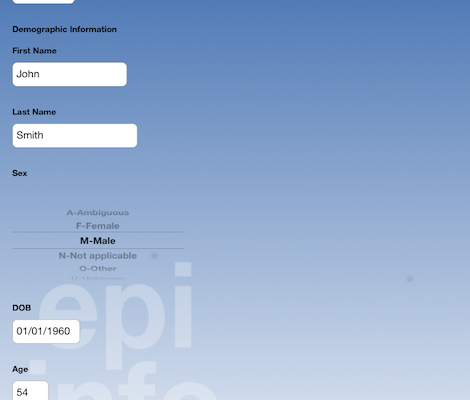 Demographic Information
First Name
John
Last Name
Smith
Sex
A-Ambiguous
F-Female
M-Male
N-Not applicable
O-Other
DOB
01/01/1960
epi
Age
info
54